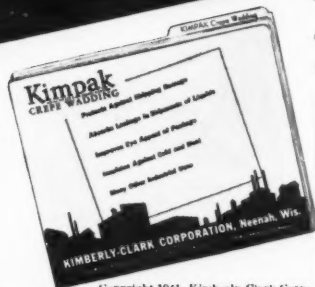 KIMPAK Crepe Wadding
Kimpak
CREPE WADDING
Protects Against Shipping Damage
Absorbs Leakage in Shipments of Liquids
Improves Eye Appeal of Package
Insulates Against Cold and Heat
Many Other Industrial Uses
KIMBERLY-CLARK CORPORATION, Neenah, Wis.
Copyright 1941, Kimberly-Clark